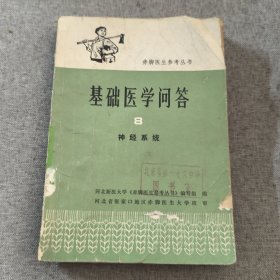 赤脚医生参考丛书
基础医学问答
8
神经系统
河北新医大学《赤脚医生参考丛书》编写组 编
河北省张家口地区赤脚医生大学改审